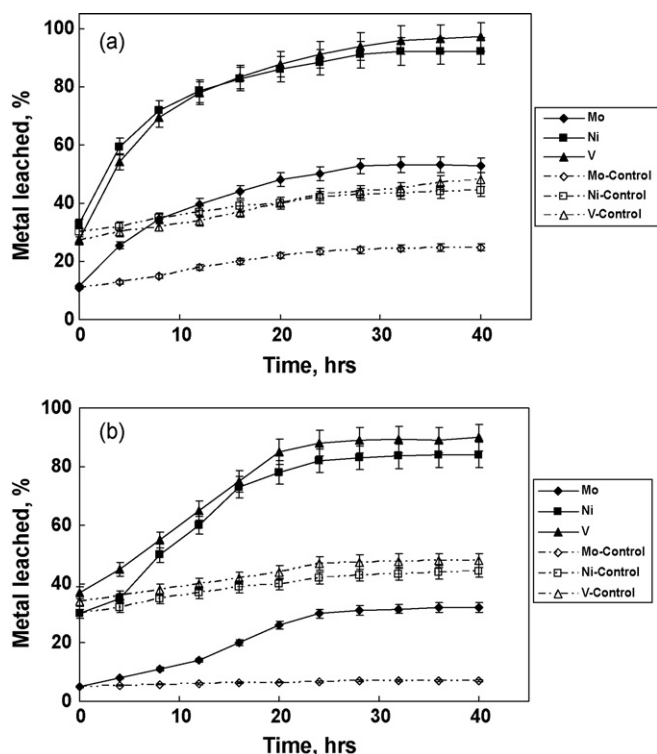 (a)
Metal leached, %
100
80
60
40
20
0
0 10 20 30 40
Time, hrs
Mo
Ni
V
Mo-Control
Ni-Control
V-Control
(b)
Metal leached, %
100
80
60
40
20
0
0 10 20 30 40
Time, hrs
Mo
Ni
V
Mo-Control
Ni-Control
V-Control